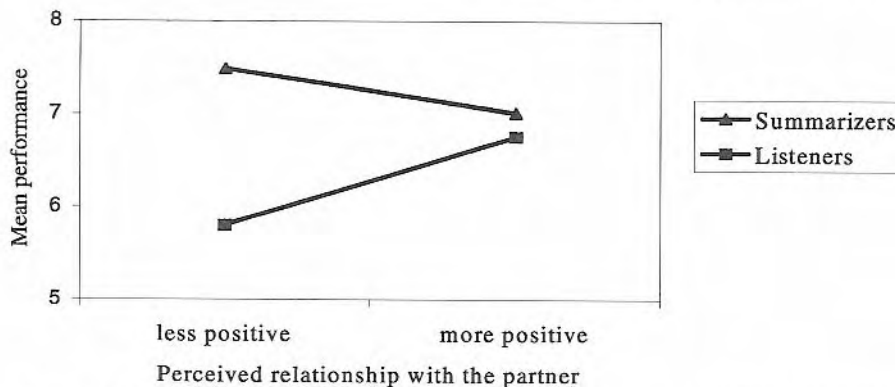 8
7
6
5
Mean performance
less positive
more positive
Perceived relationship with the partner
Summarizers
Listeners